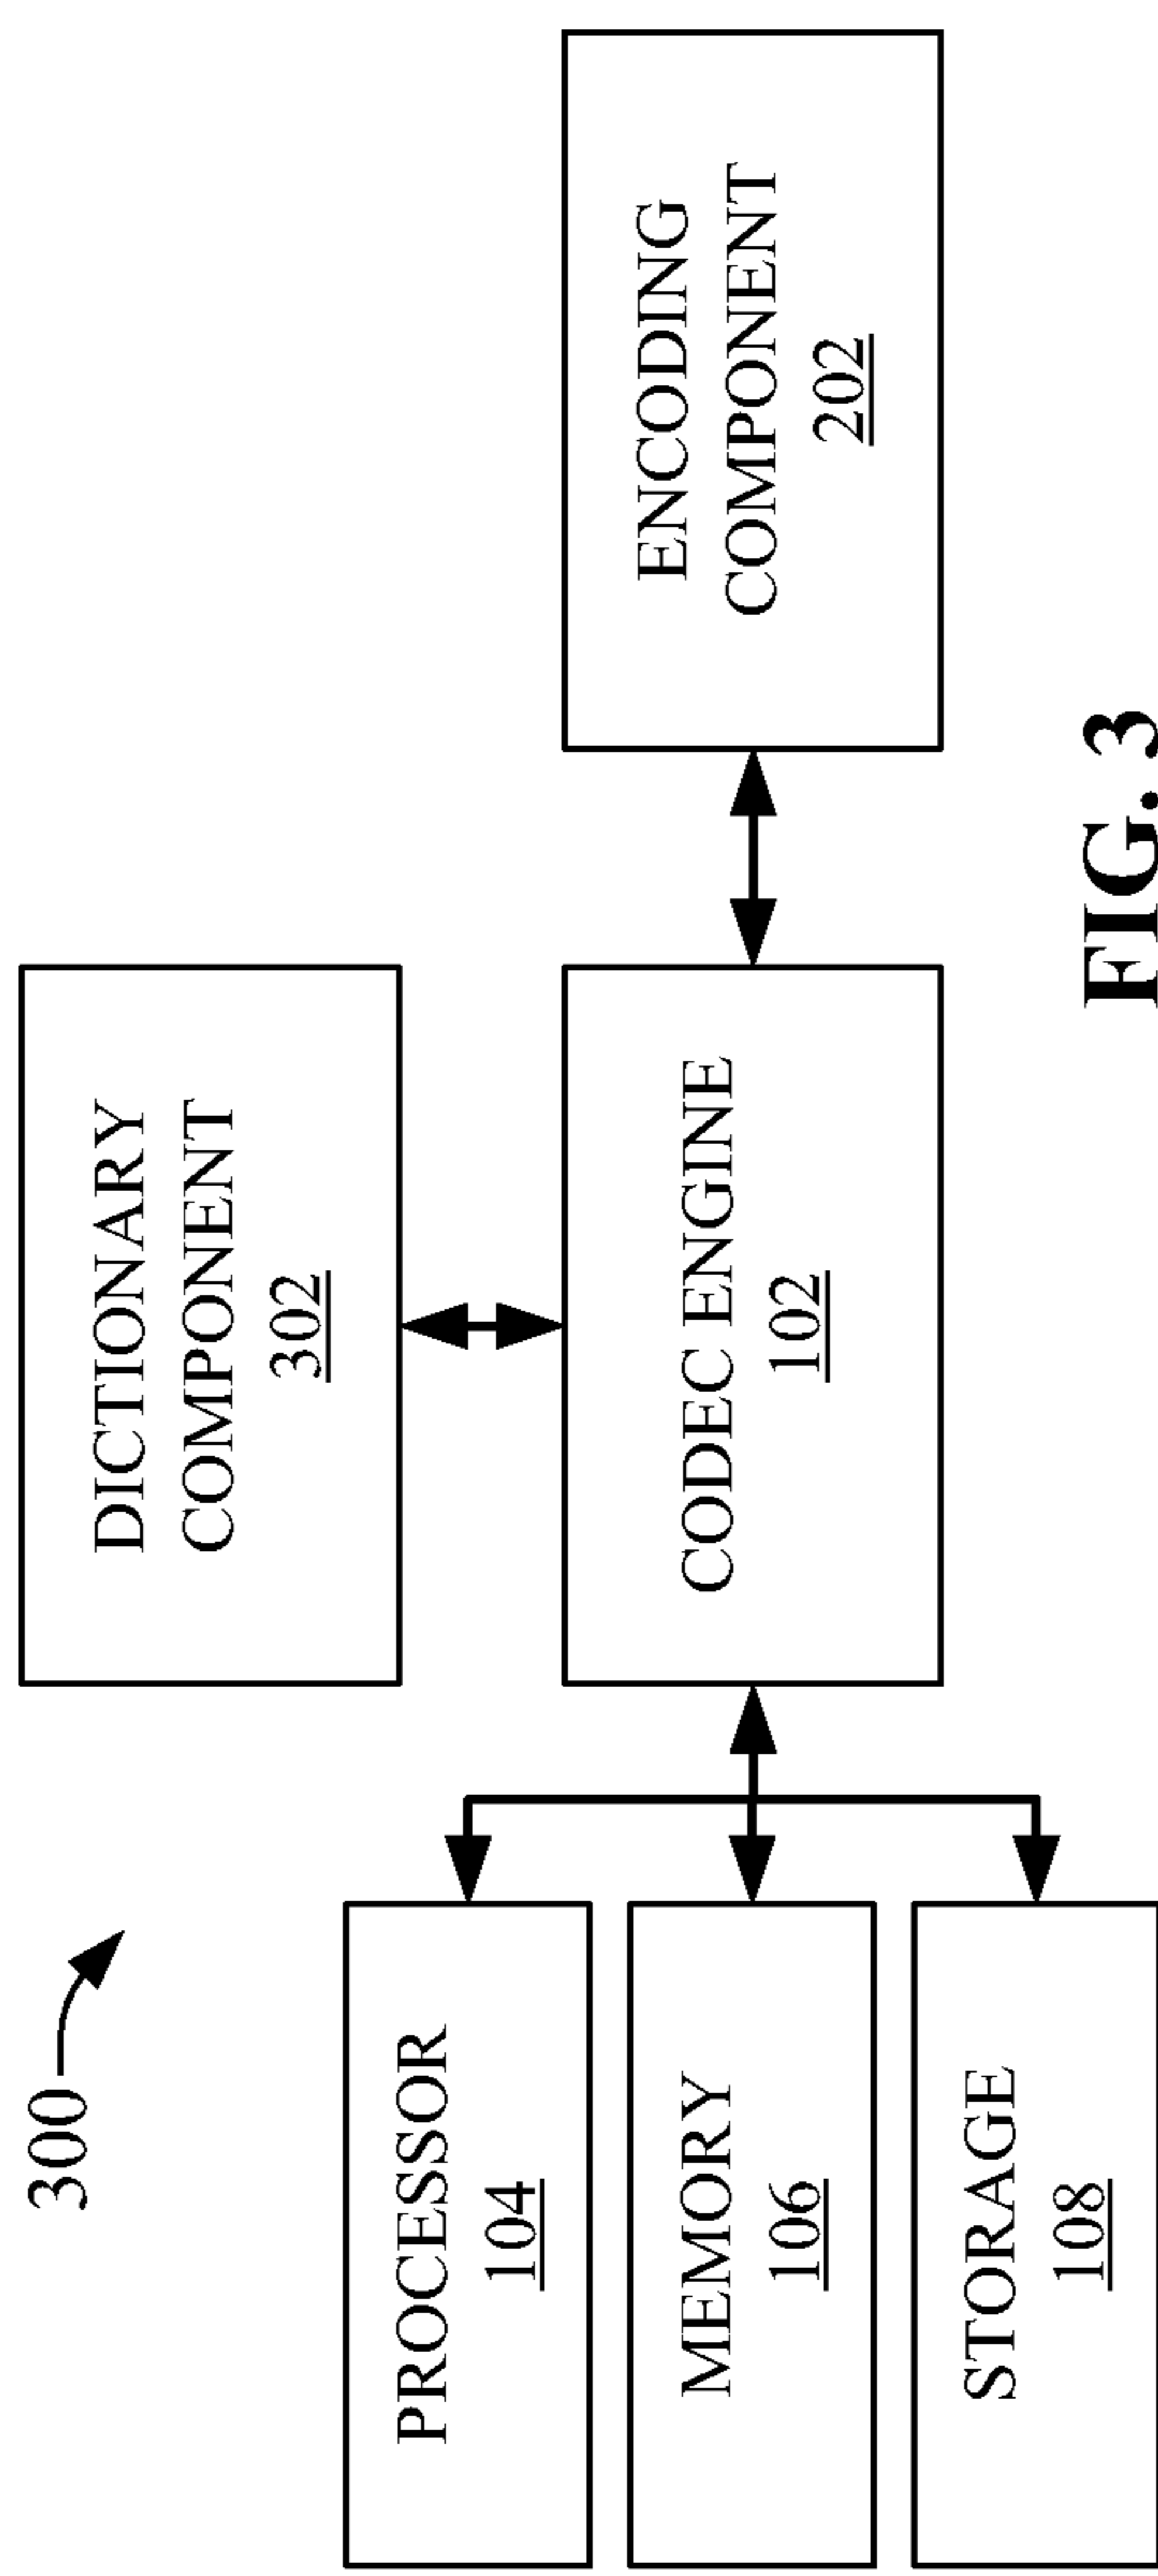 300
DICTIONARY
COMPONENT
302
PROCESSOR
104
MEMORY
106
STORAGE
108
CODEC ENGINE
102
ENCODING
COMPONENT
202
FIG. 3